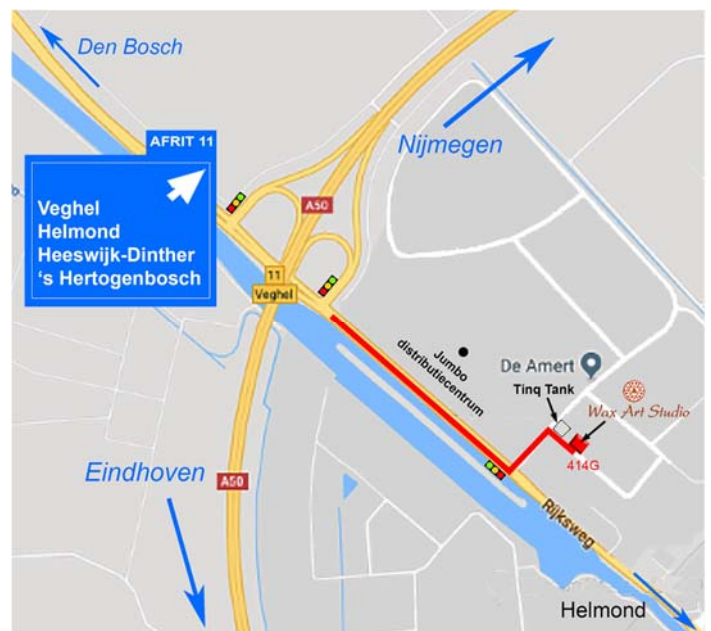 Den Bosch
AFRIT 11
Veghel
Helmond
Heeswijk-Dinther
‘s Hertogenbosch
Nijmegen
A50
11
Veghel
Jumbo
distributiecentrum
De Amert
Tinq Tank
Wax Art Studio
414G
Eindhoven
A50
Rijksweg
Helmond